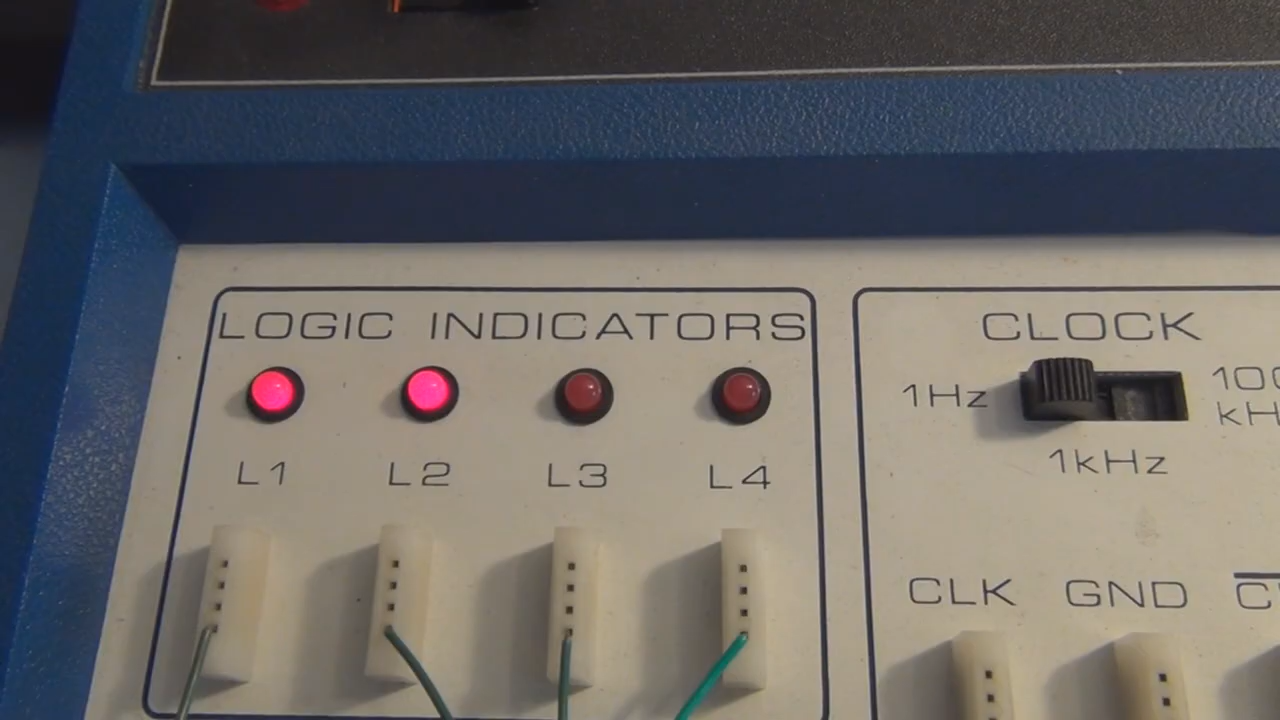 LOGIC INDICATORS
L1 L2 L3 L4
CLOCK
1Hz
1kHz
CLK GND